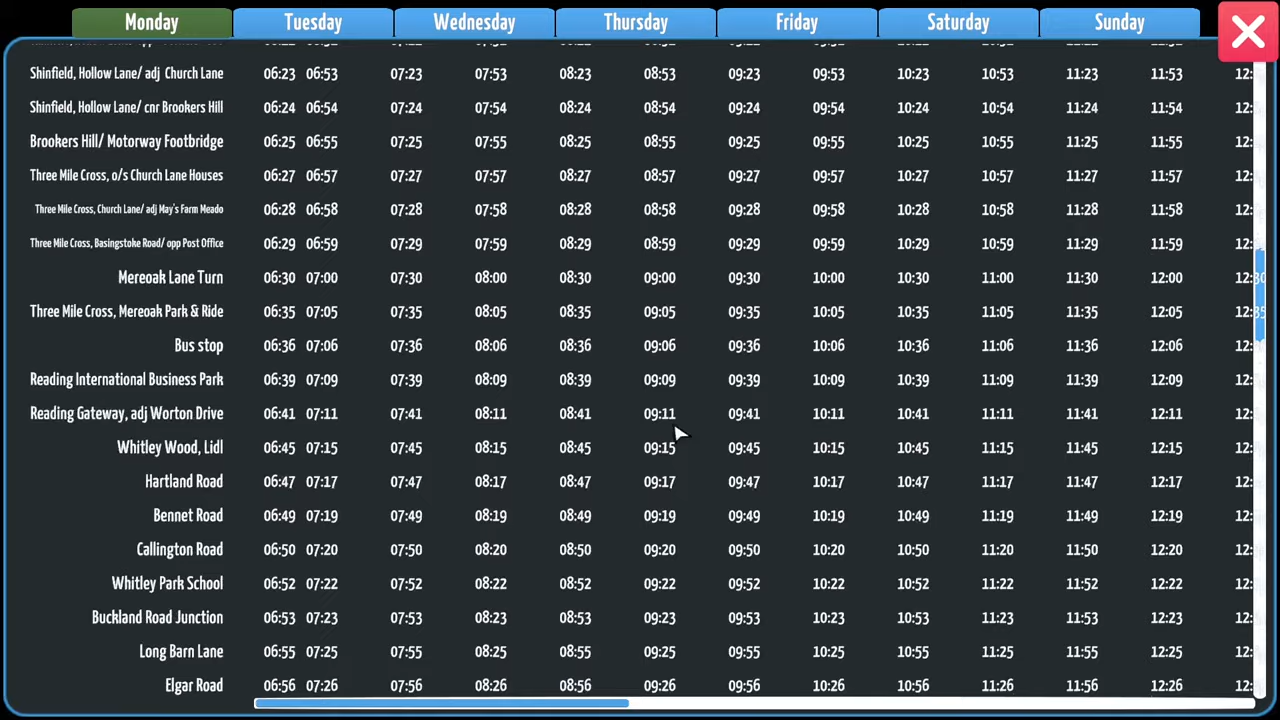 Monday Tuesday Wednesday Thursday Friday Saturday Sunday
Shinfield, Hollow Lane/ adj Church Lane 06:23 06:53 07:23 07:53 08:23 08:53 09:23 09:53 10:23 10:53 11:23 11:53 12:
Shinfield, Hollow Lane/ cnr Brookers Hill 06:24 06:54 07:24 07:54 08:24 08:54 09:24 09:54 10:24 10:54 11:24 11:54 12:
Brookers Hill/ Motorway Footbridge 06:25 06:55 07:25 07:55 08:25 08:55 09:25 09:55 10:25 10:55 11:25 11:55 12:
Three Mile Cross, o/s Church Lane Houses 06:27 06:57 07:27 07:57 08:27 08:57 09:27 09:57 10:27 10:57 11:27 11:57 12:
Three Mile Cross, Church Lane/ adj May's Farm Meado 06:28 06:58 07:28 07:58 08:28 08:58 09:28 09:58 10:28 10:58 11:28 11:58 12:
Three Mile Cross, Basingstoke Road/ opp Post Office 06:29 06:59 07:29 07:59 08:29 08:59 09:29 09:59 10:29 10:59 11:29 11:59 12:
Mereoak Lane Turn 06:30 07:00 07:30 08:00 08:30 09:00 09:30 10:00 10:30 11:00 11:30 12:00 12:30
Three Mile Cross, Mereoak Park & Ride 06:35 07:05 07:35 08:05 08:35 09:05 09:35 10:05 10:35 11:05 11:35 12:05 12:35
Bus stop 06:36 07:06 07:36 08:06 08:36 09:06 09:36 10:06 10:36 11:06 11:36 12:06 12:
Reading International Business Park 06:39 07:09 07:39 08:09 08:39 09:09 09:39 10:09 10:39 11:09 11:39 12:09 12:
Reading Gateway, adj Worton Drive 06:41 07:11 07:41 08:11 08:41 09:11 09:41 10:11 10:41 11:11 11:41 12:11 12:
Whitley Wood, Lidl 06:45 07:15 07:45 08:15 08:45 09:15 09:45 10:15 10:45 11:15 11:45 12:15 12:
Hartland Road 06:47 07:17 07:47 08:17 08:47 09:17 09:47 10:17 10:47 11:17 11:47 12:17 12:
Bennet Road 06:49 07:19 07:49 08:19 08:49 09:19 09:49 10:19 10:49 11:19 11:49 12:19 12:
Callington Road 06:50 07:20 07:50 08:20 08:50 09:20 09:50 10:20 10:50 11:20 11:50 12:20 12:
Whitley Park School 06:52 07:22 07:52 08:22 08:52 09:22 09:52 10:22 10:52 11:22 11:52 12:22 12:
Buckland Road Junction 06:53 07:23 07:53 08:23 08:53 09:23 09:53 10:23 10:53 11:23 11:53 12:23 12:
Long Barn Lane 06:55 07:25 07:55 08:25 08:55 09:25 09:55 10:25 10:55 11:25 11:55 12:25 12:
Elgar Road 06:56 07:26 07:56 08:26 08:56 09:26 09:56 10:26 10:56 11:26 11:56 12:26 12: